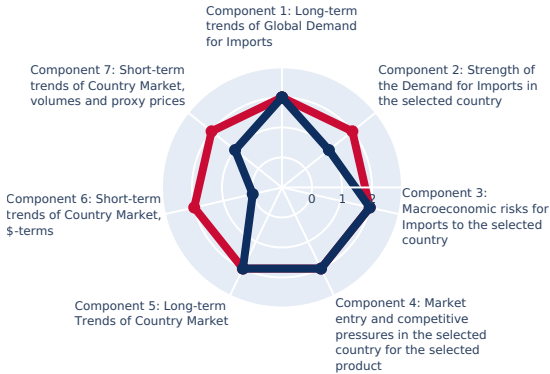 Component 1: Long-term
trends of Global Demand
for Imports
Component 2: Strength of
the Demand for Imports in
the selected country
Component 3:
Macroeconomic risks for
Imports to the selected
country
Component 4: Market
entry and competitive
pressures in the selected
country for the selected
product
Component 5: Long-term
Trends of Country Market
Component 6: Short-term
trends of Country Market,
$-terms
Component 7: Short-term
trends of Country Market,
volumes and proxy prices
0 1 2